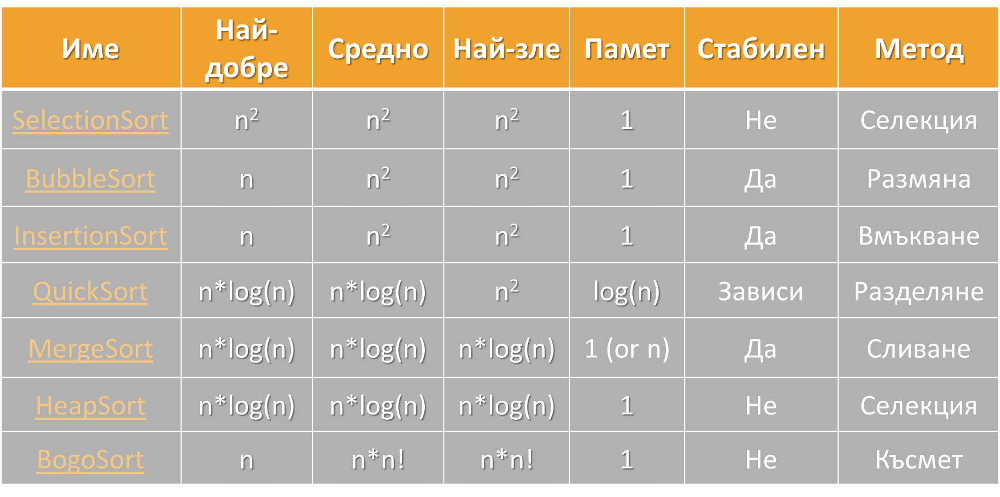 Име | Най-добре | Средно | Най-зле | Памет | Стабилен | Метод
SelectionSort | n² | n² | n² | 1 | Не | Селекция
BubbleSort | n | n² | n² | 1 | Да | Размяна
InsertionSort | n | n² | n² | 1 | Да | Вмъкване
QuickSort | n*log(n) | n*log(n) | n² | log(n) | Зависи | Разделяне
MergeSort | n*log(n) | n*log(n) | n*log(n) | 1 (or n) | Да | Сливане
HeapSort | n*log(n) | n*log(n) | n*log(n) | 1 | Не | Селекция
BogoSort | n | n*n! | n*n! | 1 | Не | Късмет